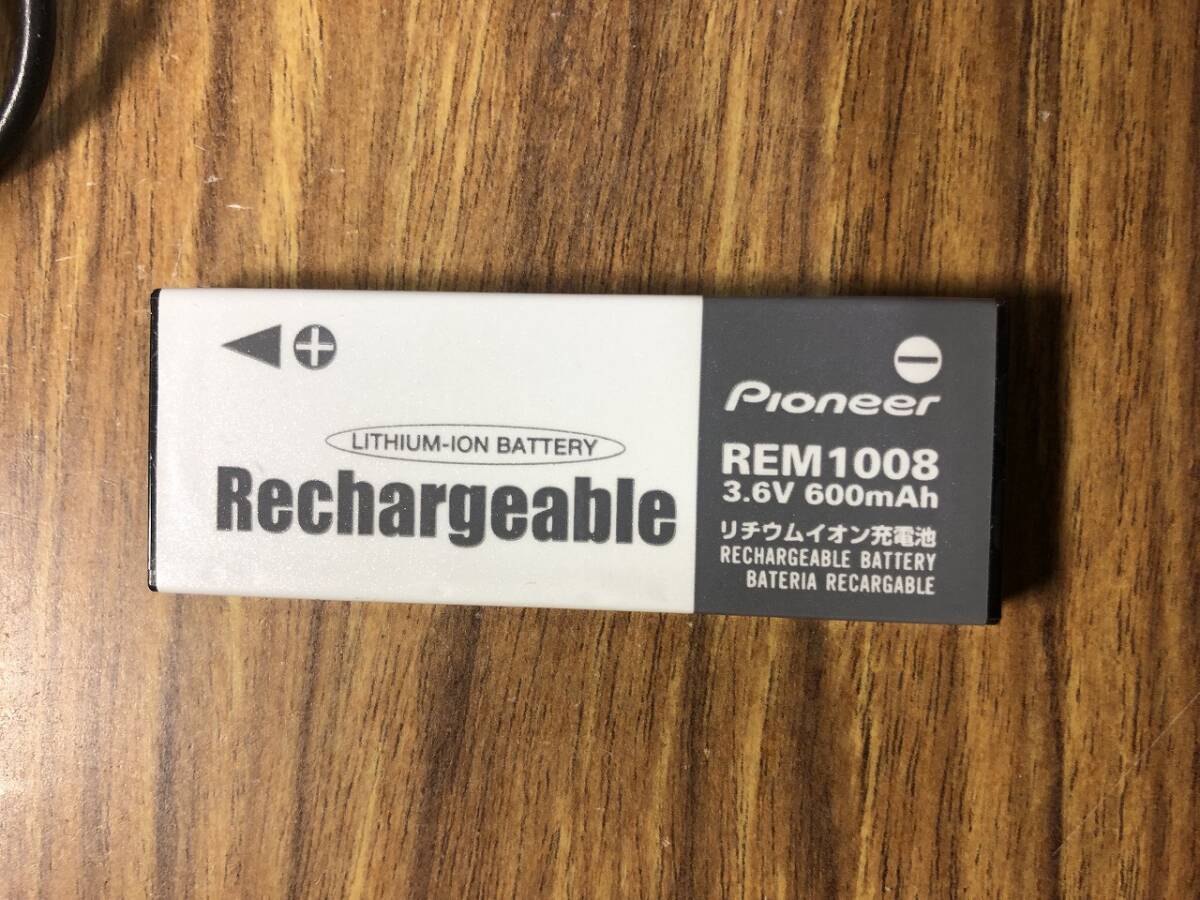 LITHIUM-ION BATTERY
Rechargeable
Pioneer
REM1008
3.6V 600mAh
リチウムイオン充電池
RECHARGEABLE BATTERY
BATERIA RECARGABLE